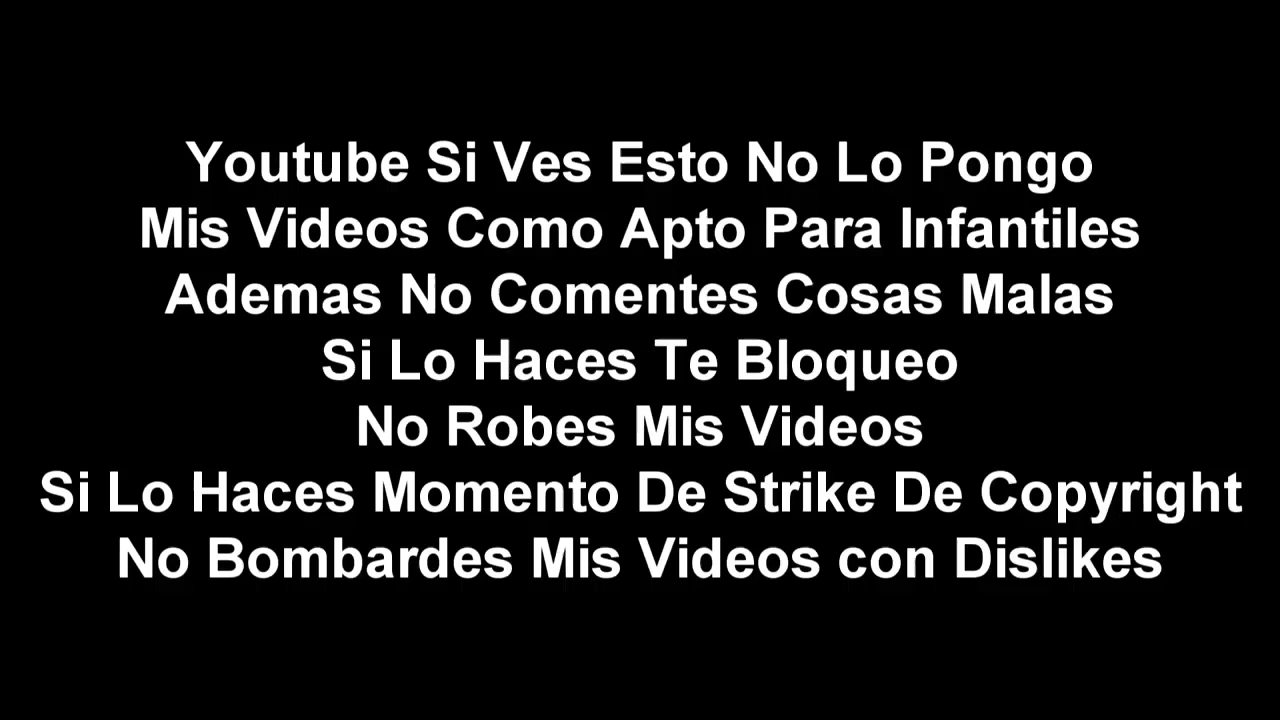 Youtube Si Ves Esto No Lo Pongo
Mis Videos Como Apto Para Infantiles
Ademas No Comentes Cosas Malas
Si Lo Haces Te Bloqueo
No Robes Mis Videos
Si Lo Haces Momento De Strike De Copyright
No Bombardes Mis Videos con Dislikes